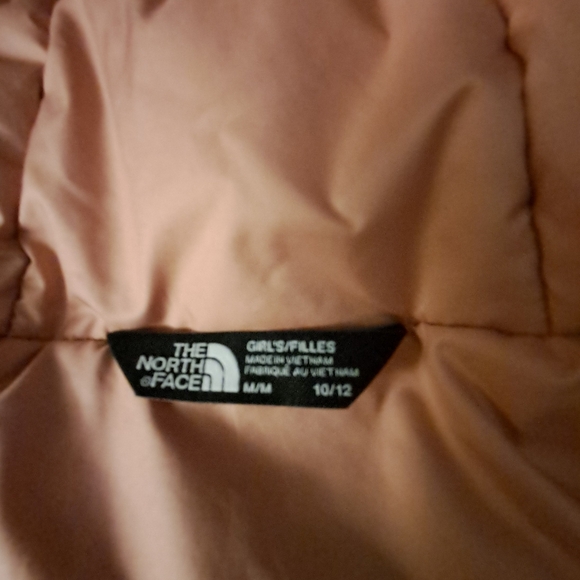 THE
NORTH
FACE
GIRL'S/FILLES
MADE IN VIETNAM
FABRIQUÉ AU VIETNAM
M/M 10/12